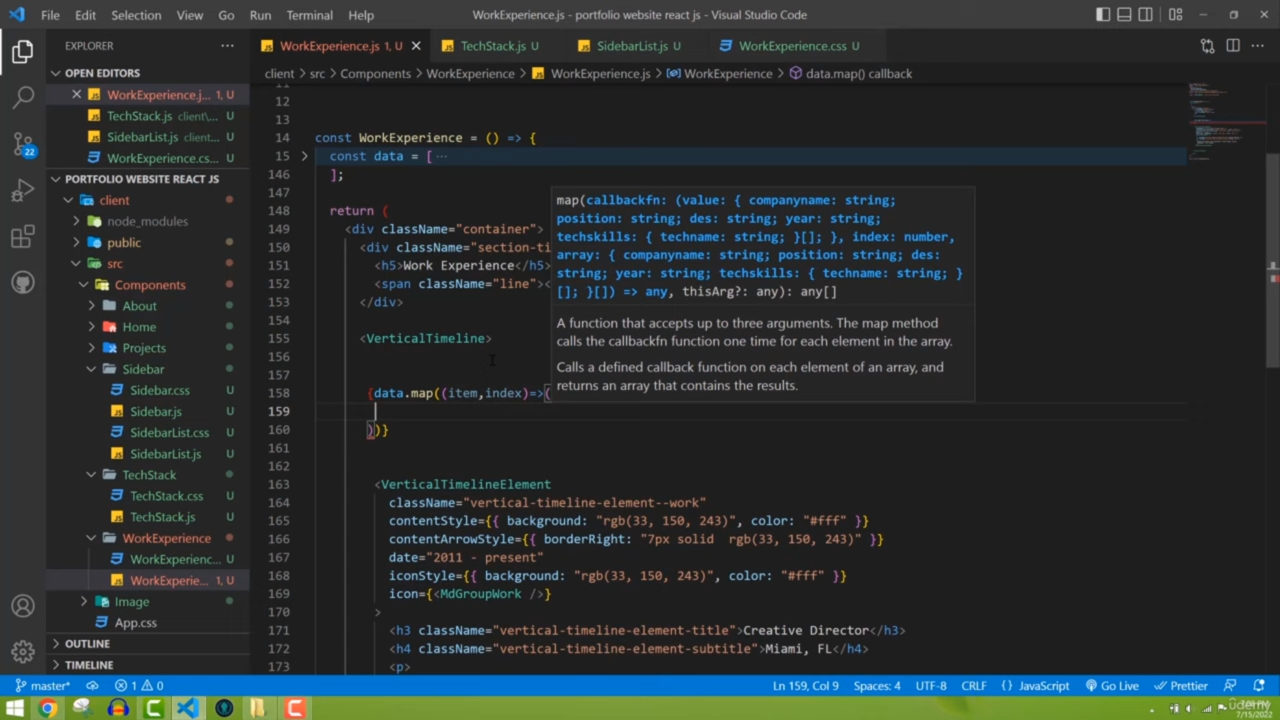 File Edit Selection View Go Run Terminal Help WorkExperience.js - portfolio website react js - Visual Studio Code
EXPLORER ···
WorkExperience.js 1, U TechStack.js U SidebarList.js U WorkExperience.css U
OPEN EDITORS
WorkExperience.j... 1, U
TechStack.js client\... U
SidebarList.js client... U
WorkExperience.cs... U
PORTFOLIO WEBSITE REACT JS
client
node_modules
public
src
Components
About
Home
Projects
Sidebar
Sidebar.css U
Sidebar.js U
SidebarList.css U
SidebarList.js U
TechStack
TechStack.css U
TechStack.js U
WorkExperience
WorkExperienc... U
WorkExperie... 1, U
Image
App.css U
OUTLINE
TIMELINE
22
client > src > Components > WorkExperience > WorkExperience.js > WorkExperience > data.map() callback
11
12
13
14 const WorkExperience = () => {
15 const data = [ ···
146 ];
147
148 return (
149 <div className="container">
150 <div className="section-ti
151 <h5>Work Experience</h5>
152 <span className="line"><
153 </div>
154
155 <VerticalTimeline>
156
157
158 {data.map((item,index)=>(
159
160 ))}
161
162
163 <VerticalTimelineElement
164 className="vertical-timeline-element--work"
165 contentStyle={{ background: "rgb(33, 150, 243)", color: "#fff" }}
166 contentArrowStyle={{ borderRight: "7px solid  rgb(33, 150, 243)" }}
167 date="2011 - present"
168 iconStyle={{ background: "rgb(33, 150, 243)", color: "#fff" }}
169 icon={<MdGroupWork />}
170 >
171 <h3 className="vertical-timeline-element-title">Creative Director</h3>
172 <h4 className="vertical-timeline-element-subtitle">Miami, FL</h4>
173 <p>
map(callbackfn: (value: { companyname: string;
position: string; des: string; year: string;
techskills: { techname: string; }[]; }, index: number,
array: { companyname: string; position: string; des:
string; year: string; techskills: { techname: string; }
[]; }[]) => any, thisArg?: any): any[]
A function that accepts up to three arguments. The map method
calls the callbackfn function one time for each element in the array.
Calls a defined callback function on each element of an array, and
returns an array that contains the results.
master* 1 0 Ln 159, Col 9 Spaces: 4 UTF-8 CRLF {} JavaScript Go Live Prettier
udemy
7/15/2022